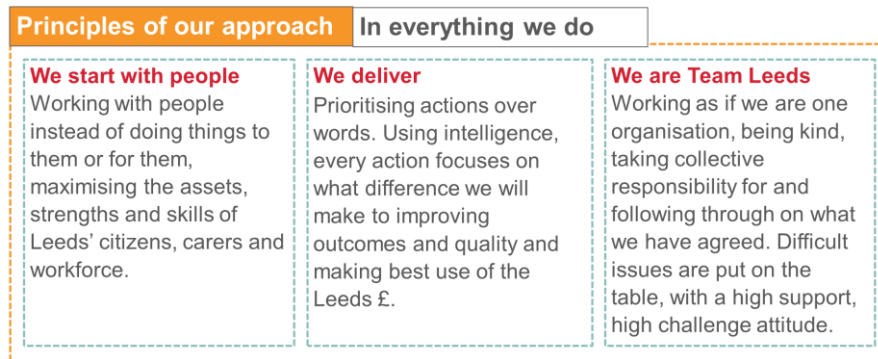 Principles of our approach
In everything we do
We start with people
Working with people
instead of doing things to
them or for them,
maximising the assets,
strengths and skills of
Leeds' citizens, carers and
workforce.
We deliver
Prioritising actions over
words. Using intelligence,
every action focuses on
what difference we will
make to improving
outcomes and quality and
making best use of the
Leeds £.
We are Team Leeds
Working as if we are one
organisation, being kind,
taking collective
responsibility for and
following through on what
we have agreed. Difficult
issues are put on the
table, with a high support,
high challenge attitude.